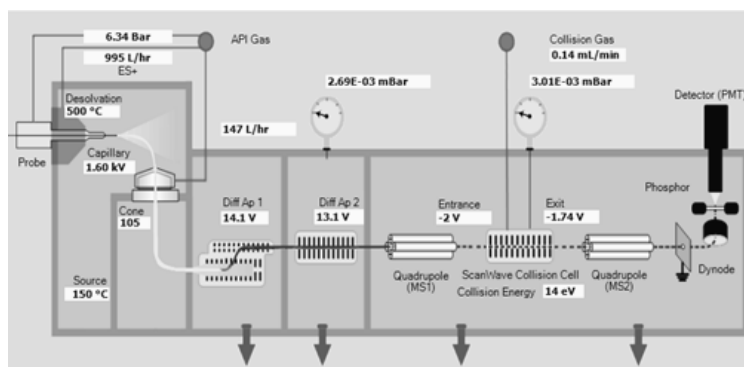 6.34 Bar
API Gas
Collision Gas
995 L/hr
0.14 mL/min
ES+
2.69E-03 mBar
3.01E-03 mBar
Detector (PMT)
Desolvation
500 °C
147 L/hr
Probe
Capillary
1.60 kV
Phosphor
Cone
105
Diff Ap 1
14.1 V
Diff Ap 2
13.1 V
Entrance
-2 V
Exit
-1.74 V
Source
150 °C
Quadrupole
(MS1)
ScanWave Collision Cell
Collision Energy 14 eV
Quadrupole
(MS2)
Dynode